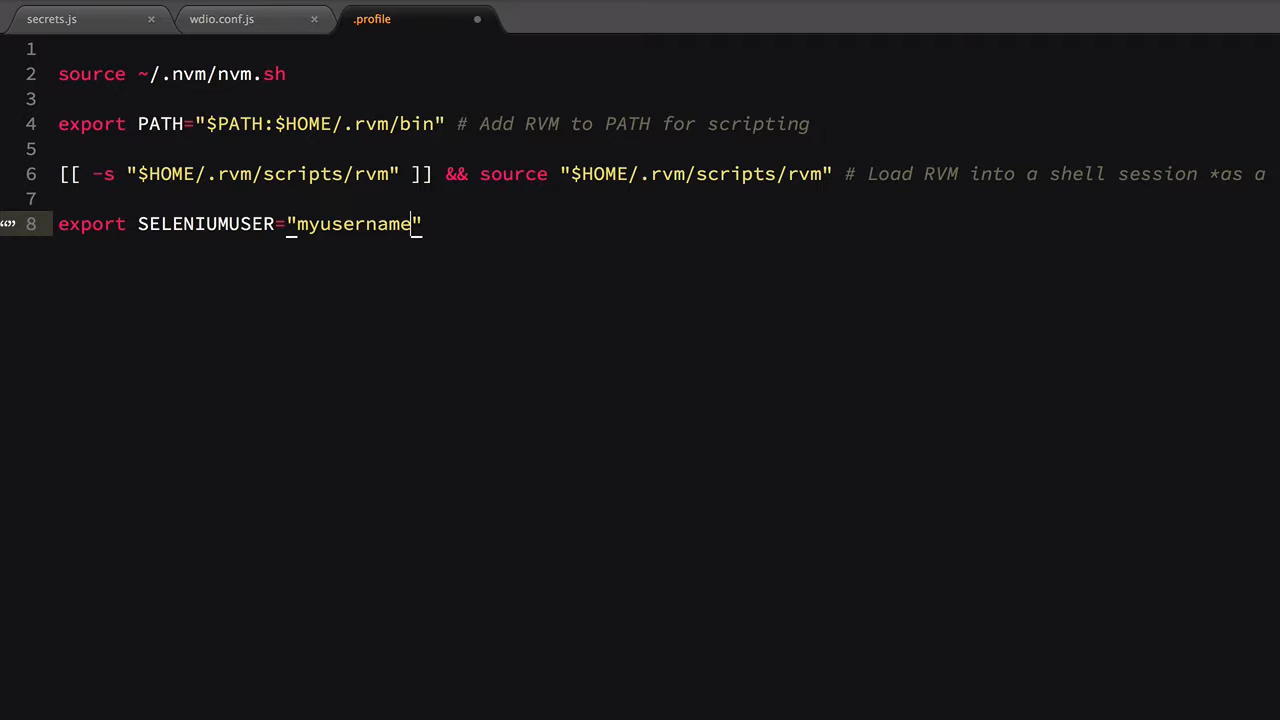 secrets.js × wdio.conf.js × .profile
1
2 source ~/.nvm/nvm.sh
3
4 export PATH="$PATH:$HOME/.rvm/bin" # Add RVM to PATH for scripting
5
6 [[ -s "$HOME/.rvm/scripts/rvm" ]] && source "$HOME/.rvm/scripts/rvm" # Load RVM into a shell session *as a
7
8 export SELENIUMUSER="myusername"